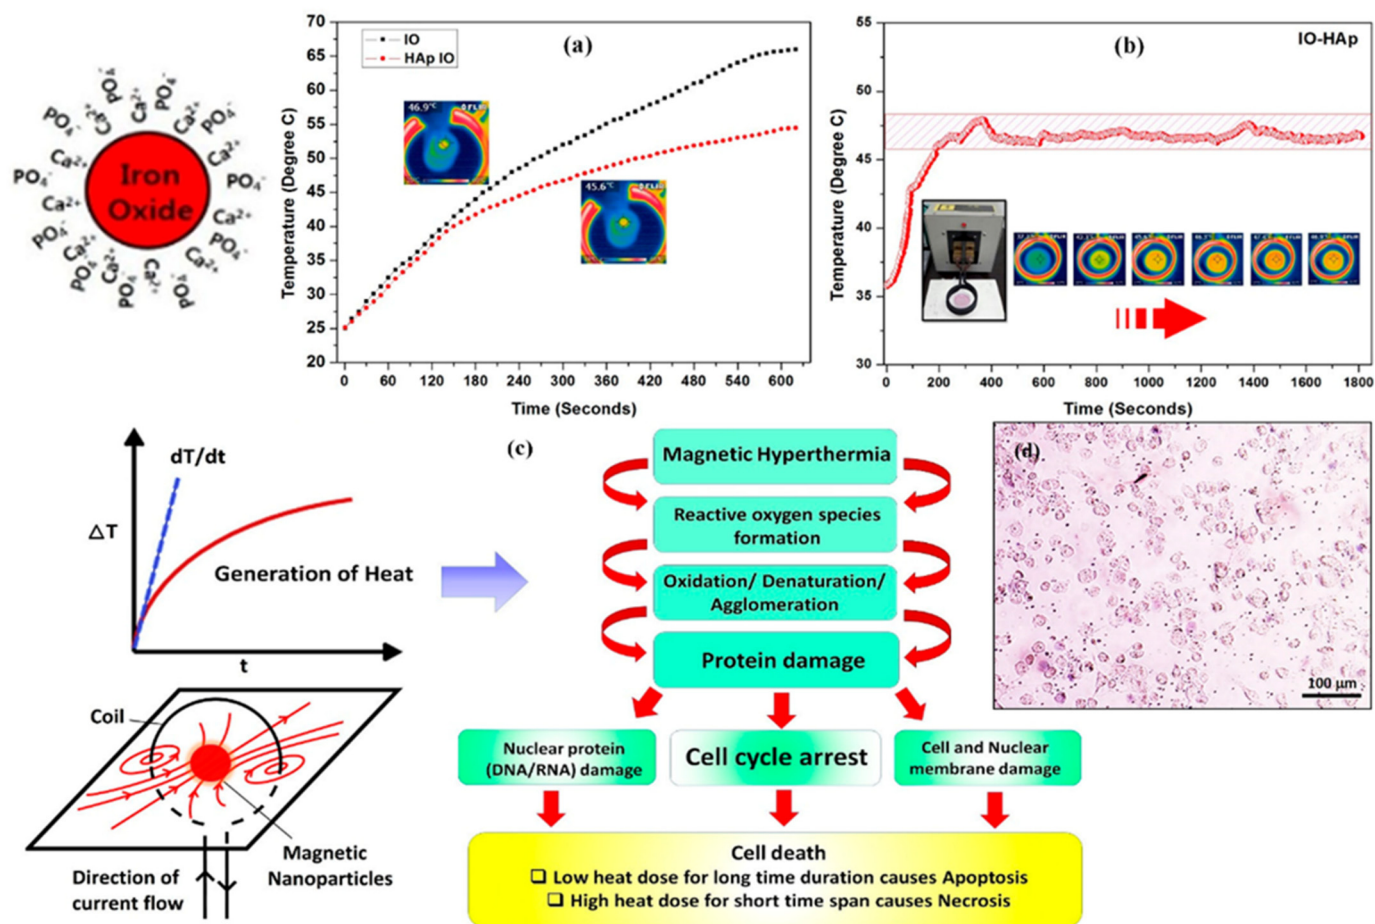 PO₄⁻ Ca²⁺
Iron
Oxide
(a)
IO
HAp IO
46.9°C
FLIR
45.6°C
70
65
60
55
50
45
40
35
30
25
20
Temperature (Degree C)
0 60 120 180 240 300 360 420 480 540 600
Time (Seconds)
(b)
IO-HAp
55
50
45
40
35
30
Temperature (Degree C)
0 200 400 600 800 1000 1200 1400 1600 1800
Time (Seconds)
dT/dt
△T
Generation of Heat
t
Coil
Magnetic
Nanoparticles
Direction of
current flow
(c)
Magnetic Hyperthermia
Reactive oxygen species
formation
Oxidation/ Denaturation/
Agglomeration
Protein damage
Nuclear protein
(DNA/RNA) damage
Cell cycle arrest
Cell and Nuclear
membrane damage
Cell death
❑ Low heat dose for long time duration causes Apoptosis
❑ High heat dose for short time span causes Necrosis
(d)
100 μm